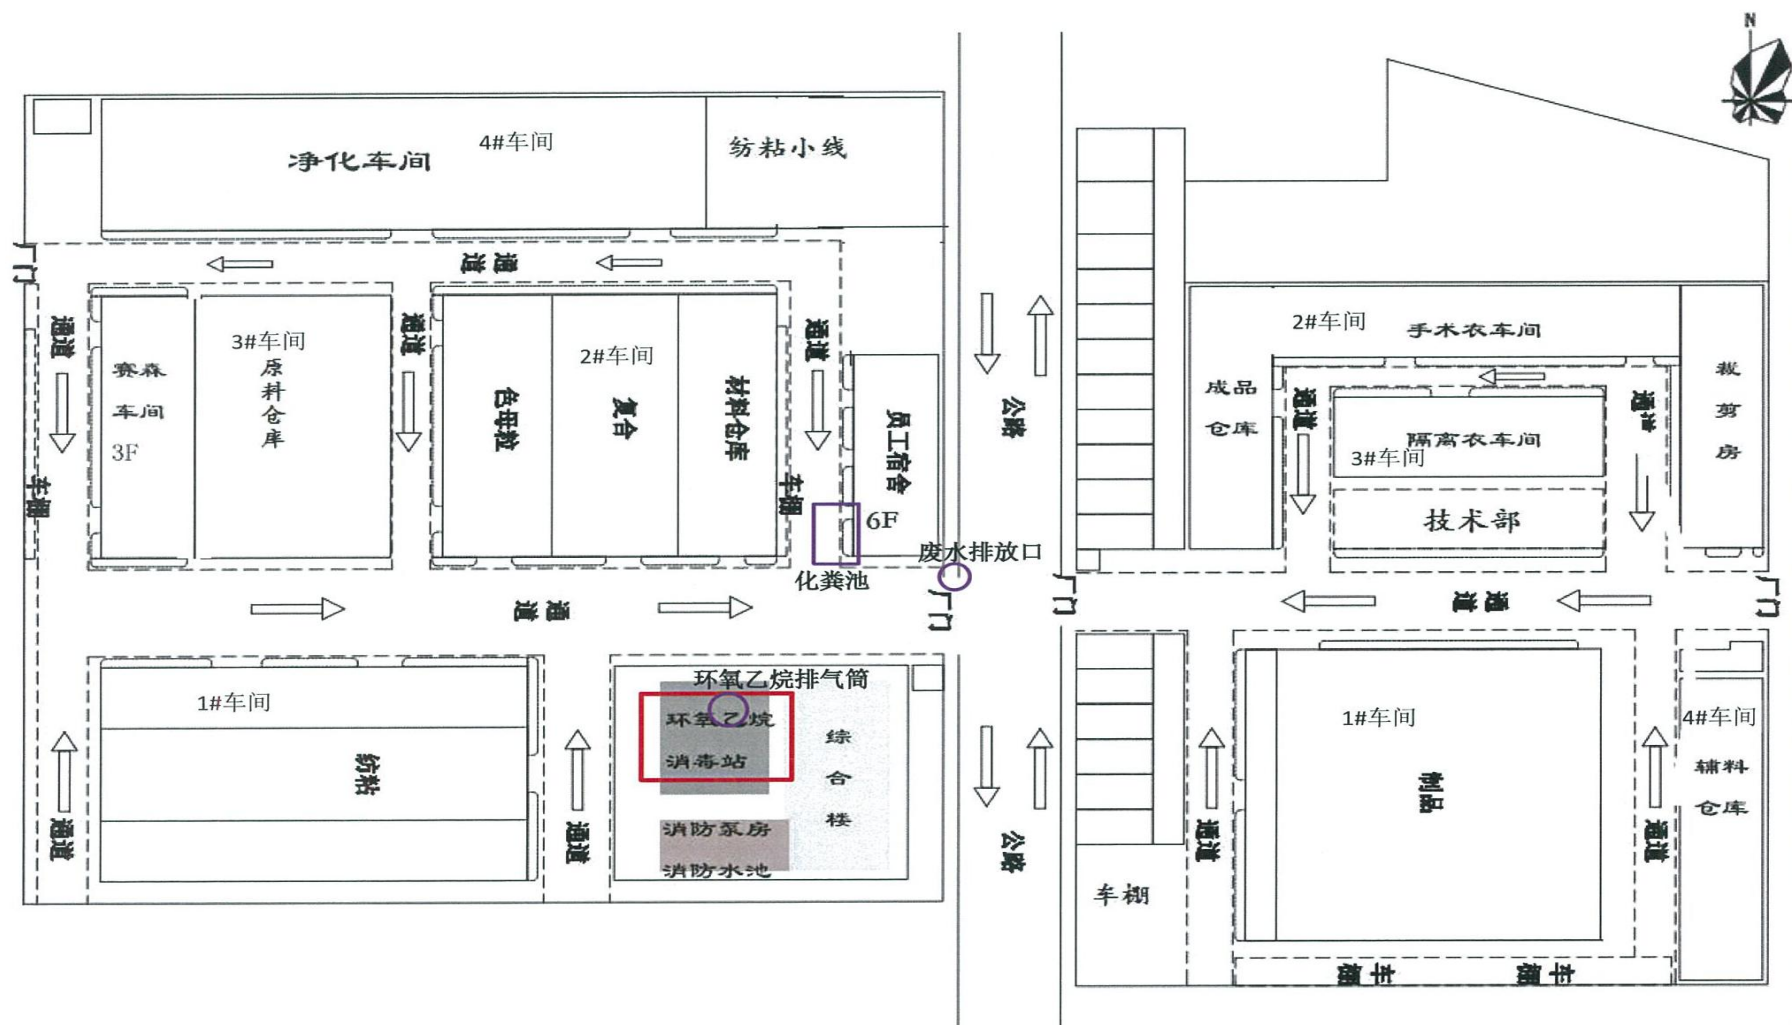 N
4#车间
净化车间
纺粘小线
厂门
通道
通道
3#车间
原料仓库
赛森
车间
3F
通道
2#车间
色母粒
复合
材料仓库
通道
员工宿舍
6F
车棚
车棚
化粪池
废水排放口
厂门
通道
公路
2#车间
手术衣车间
成品
仓库
通道
隔离衣车间
3#车间
技术部
通道
裁
剪
房
厂门
通道
厂门
1#车间
纺粘
通道
通道
环氧乙烷排气筒
环氧乙烷
消毒站
综
合
楼
消防泵房
消防水池
公路
车棚
通道
1#车间
制品
通道
4#车间
辅料
仓库
车棚
车棚